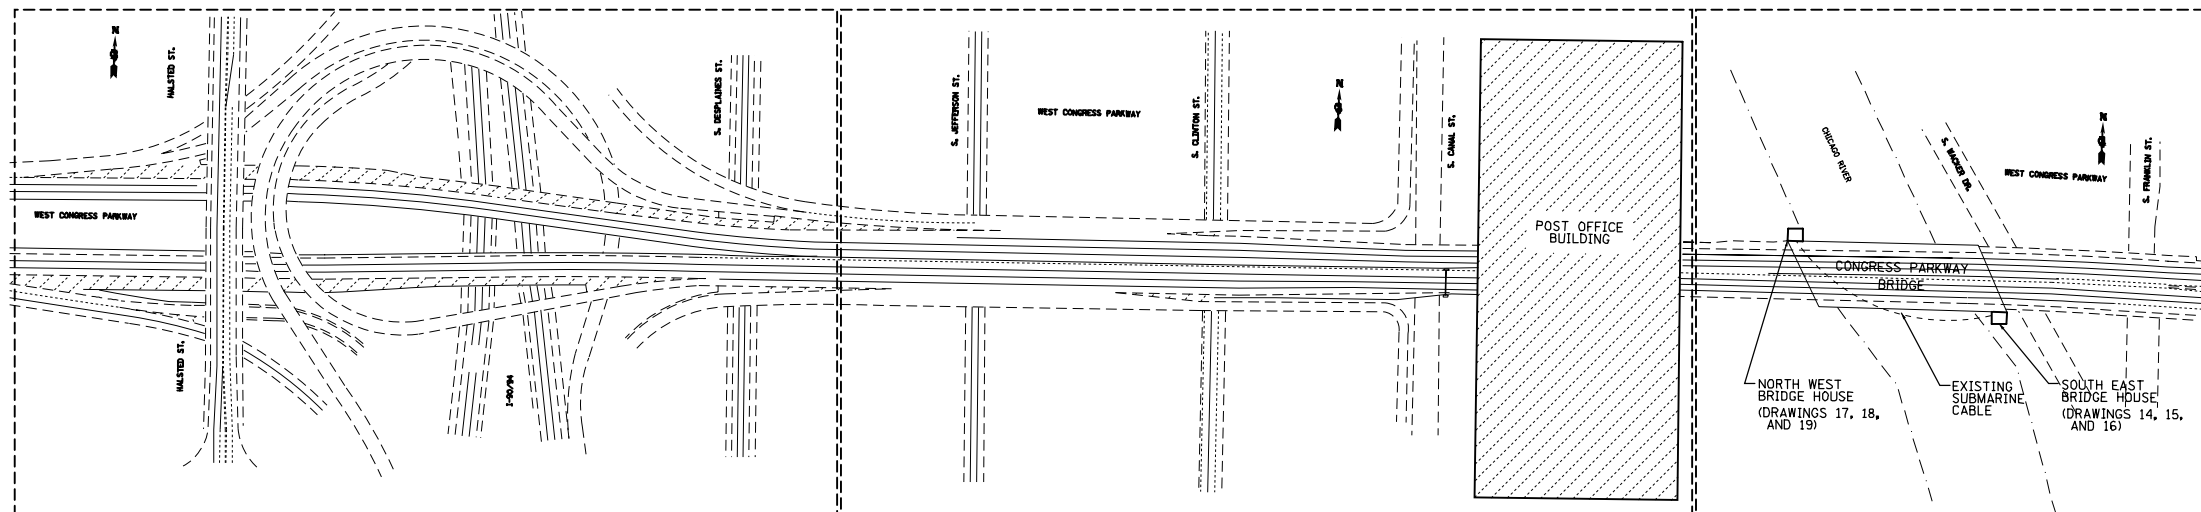 N
HALSTED ST.
WEST CONGRESS PARKWAY
HALSTED ST.
I-90/94
S. DESPLAINES ST.
S. JEFFERSON ST.
WEST CONGRESS PARKWAY
S. CLINTON ST.
N
S. CANAL ST.
POST OFFICE
BUILDING
CHICAGO RIVER
S. WACKER DR.
WEST CONGRESS PARKWAY
N
S. FRANKLIN ST.
CONGRESS PARKWAY
BRIDGE
NORTH WEST
BRIDGE HOUSE
(DRAWINGS 17, 18,
AND 19)
EXISTING
SUBMARINE
CABLE
SOUTH EAST
BRIDGE HOUSE
(DRAWINGS 14, 15,
AND 16)